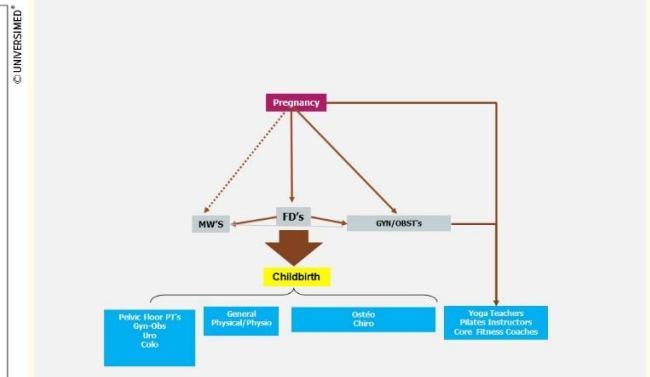 © UNIVERSIMED®
Pregnancy
MW'S
FD's
GYN/OBST's
Childbirth
Pelvic Floor PT's
Gyn-Obs
Uro
Colo
General
Physical/Physio
Ostéo
Chiro
Yoga Teachers
Pilates Instructors
Core Fitness Coaches